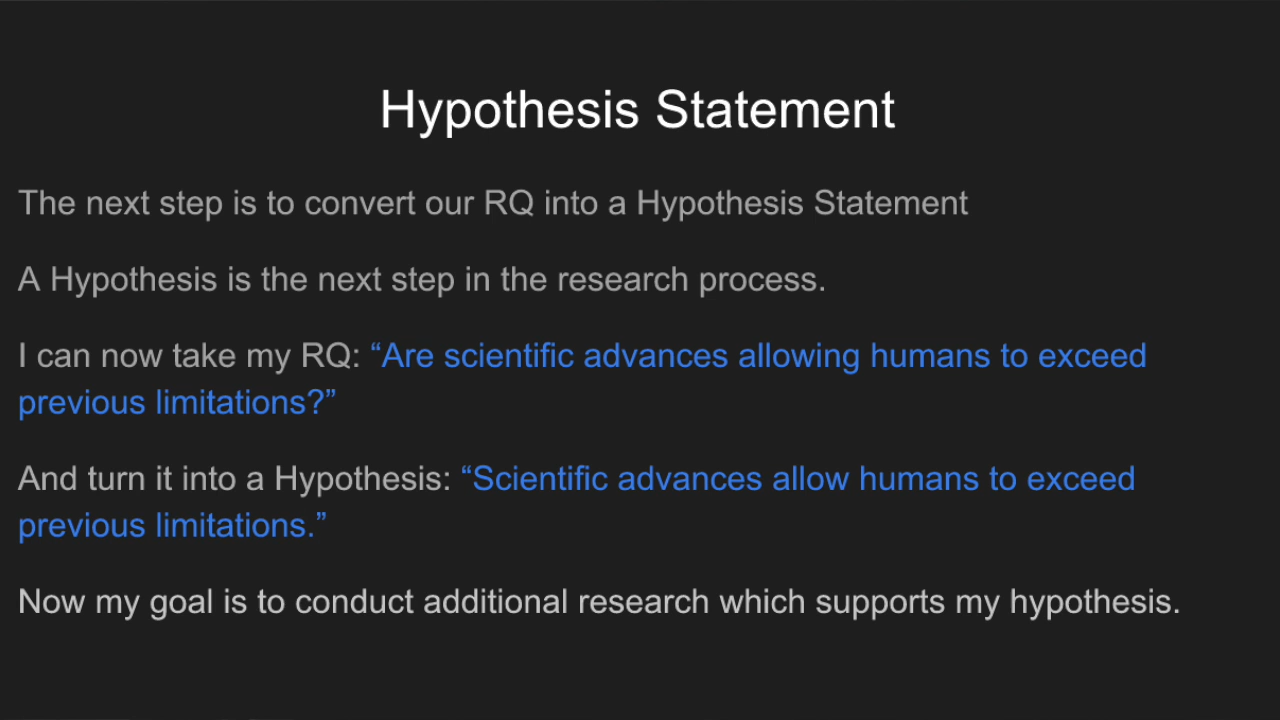 Hypothesis Statement
The next step is to convert our RQ into a Hypothesis Statement
A Hypothesis is the next step in the research process.
I can now take my RQ: “Are scientific advances allowing humans to exceed
previous limitations?”
And turn it into a Hypothesis: “Scientific advances allow humans to exceed
previous limitations.”
Now my goal is to conduct additional research which supports my hypothesis.